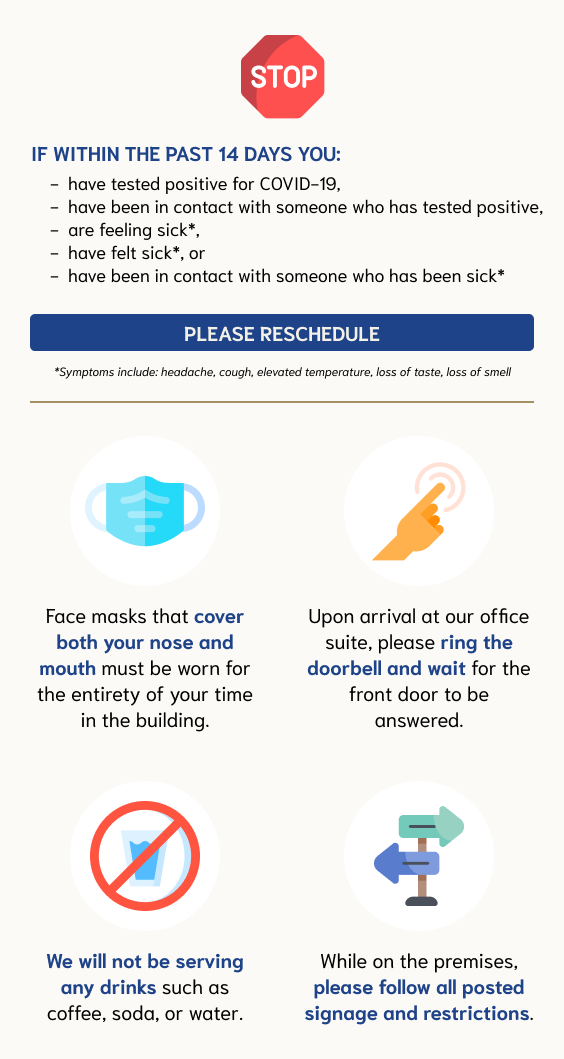 STOP
IF WITHIN THE PAST 14 DAYS YOU:
– have tested positive for COVID-19,
– have been in contact with someone who has tested positive,
– are feeling sick*,
– have felt sick*, or
– have been in contact with someone who has been sick*
PLEASE RESCHEDULE
*Symptoms include: headache, cough, elevated temperature, loss of taste, loss of smell
Face masks that cover
both your nose and
mouth must be worn for
the entirety of your time
in the building.
Upon arrival at our office
suite, please ring the
doorbell and wait for the
front door to be
answered.
We will not be serving
any drinks such as
coffee, soda, or water.
While on the premises,
please follow all posted
signage and restrictions.